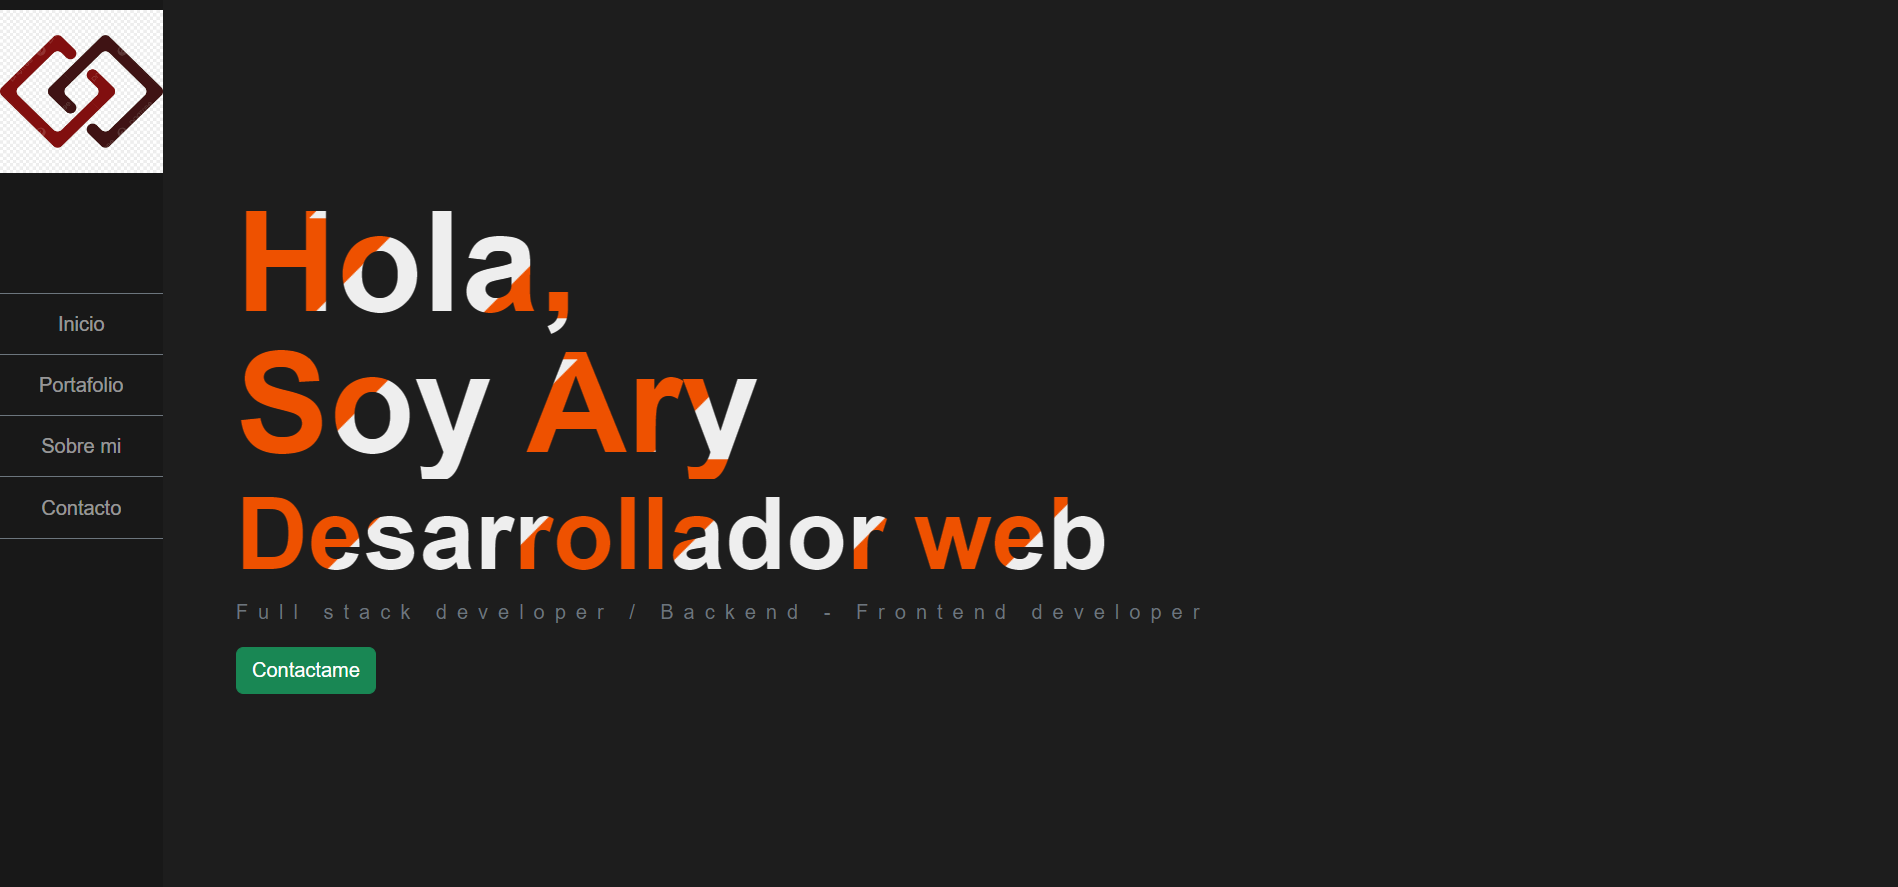 Inicio
Portafolio
Sobre mi
Contacto
Hola,
Soy Ary
Desarrollador web
Full stack developer / Backend - Frontend developer
Contactame